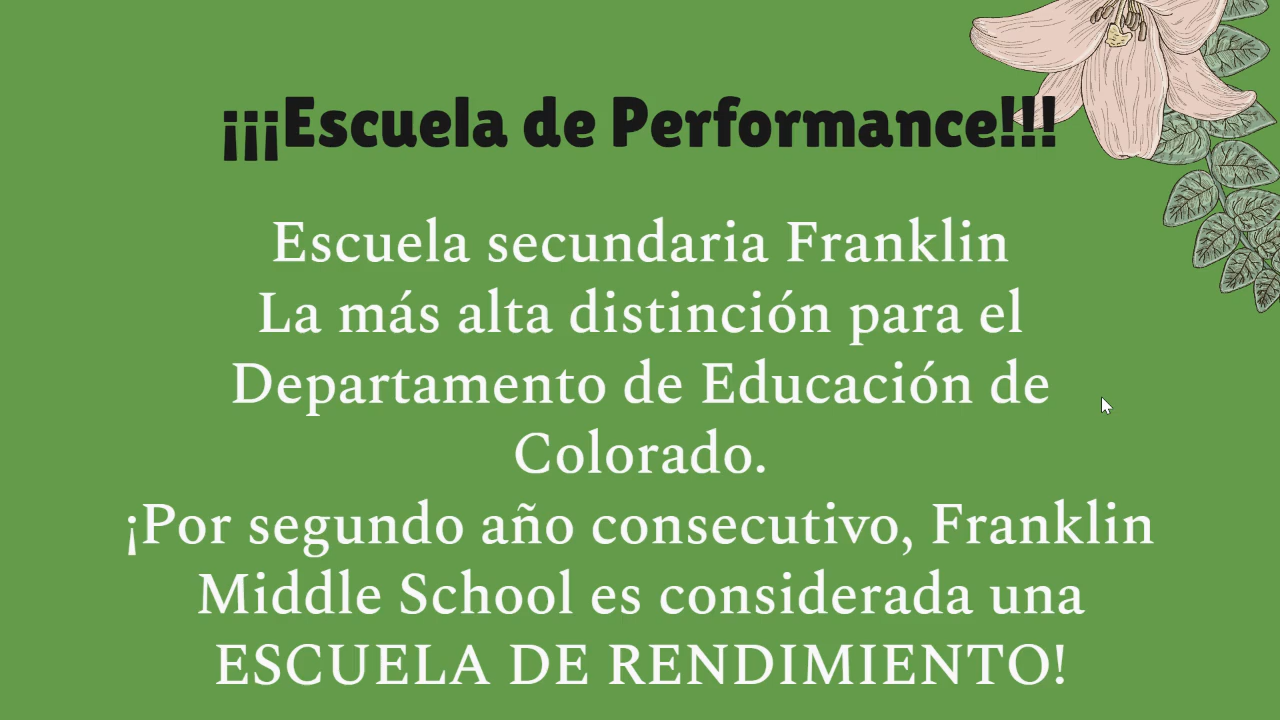 ¡¡¡Escuela de Performance!!!
Escuela secundaria Franklin
La más alta distinción para el
Departamento de Educación de
Colorado.
¡Por segundo año consecutivo, Franklin
Middle School es considerada una
ESCUELA DE RENDIMIENTO!